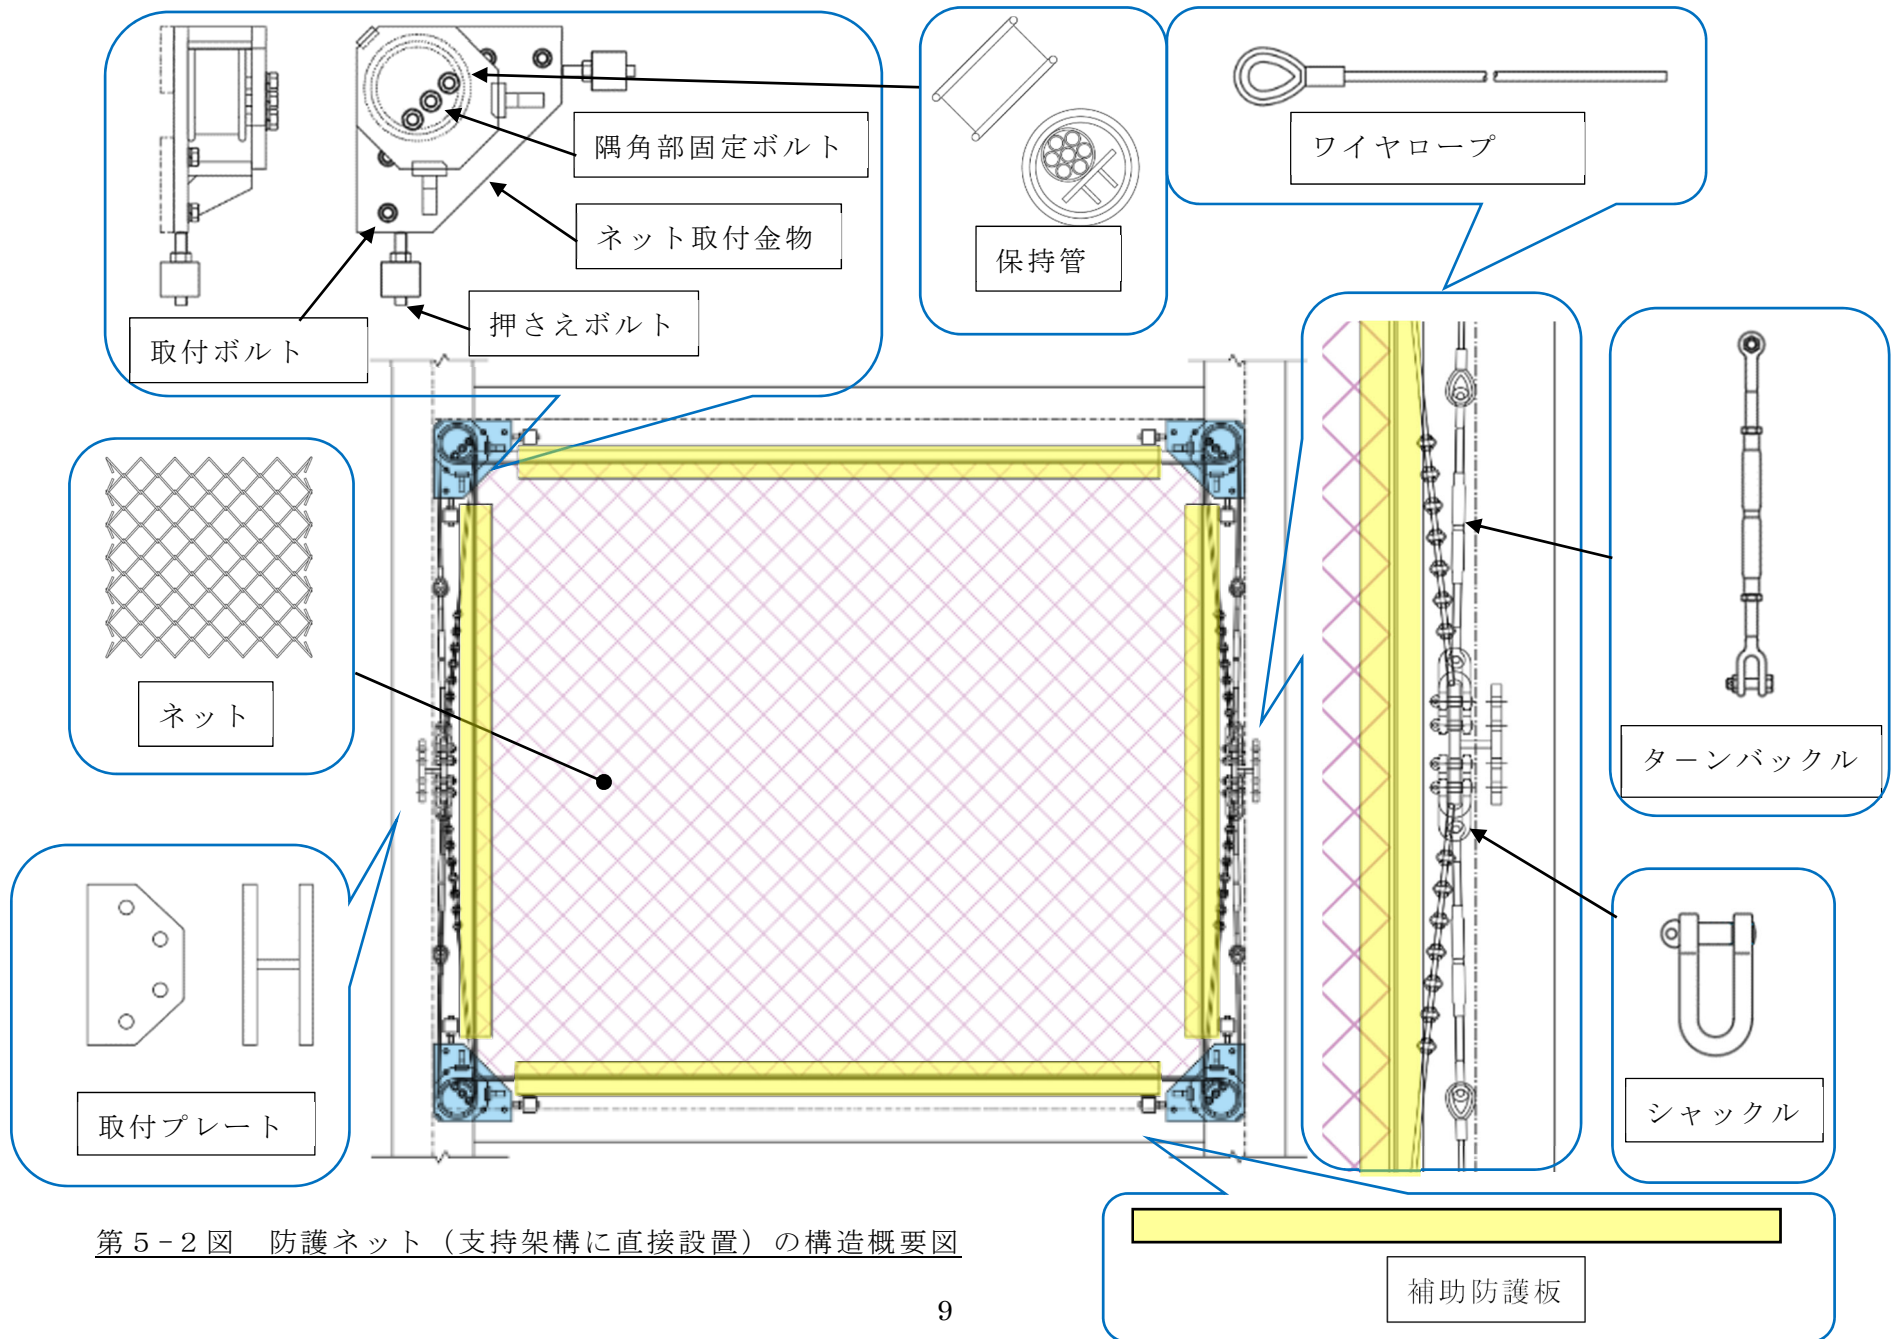 隅角部固定ボルト
ワイヤロープ
ネット取付金物
保持管
押さえボルト
取付ボルト
ネット
ターンバックル
取付プレート
シャックル
第5-2図 防護ネット（支持架構に直接設置）の構造概要図
補助防護板
9